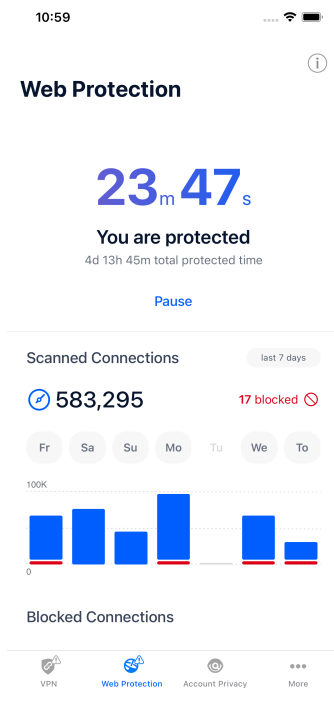 10:59
Web Protection
23m 47s
You are protected
4d 13h 45m total protected time
Pause
Scanned Connections
last 7 days
583,295
17 blocked
Fr Sa Su Mo Tu We To
100K
0
Blocked Connections
VPN Web Protection Account Privacy More